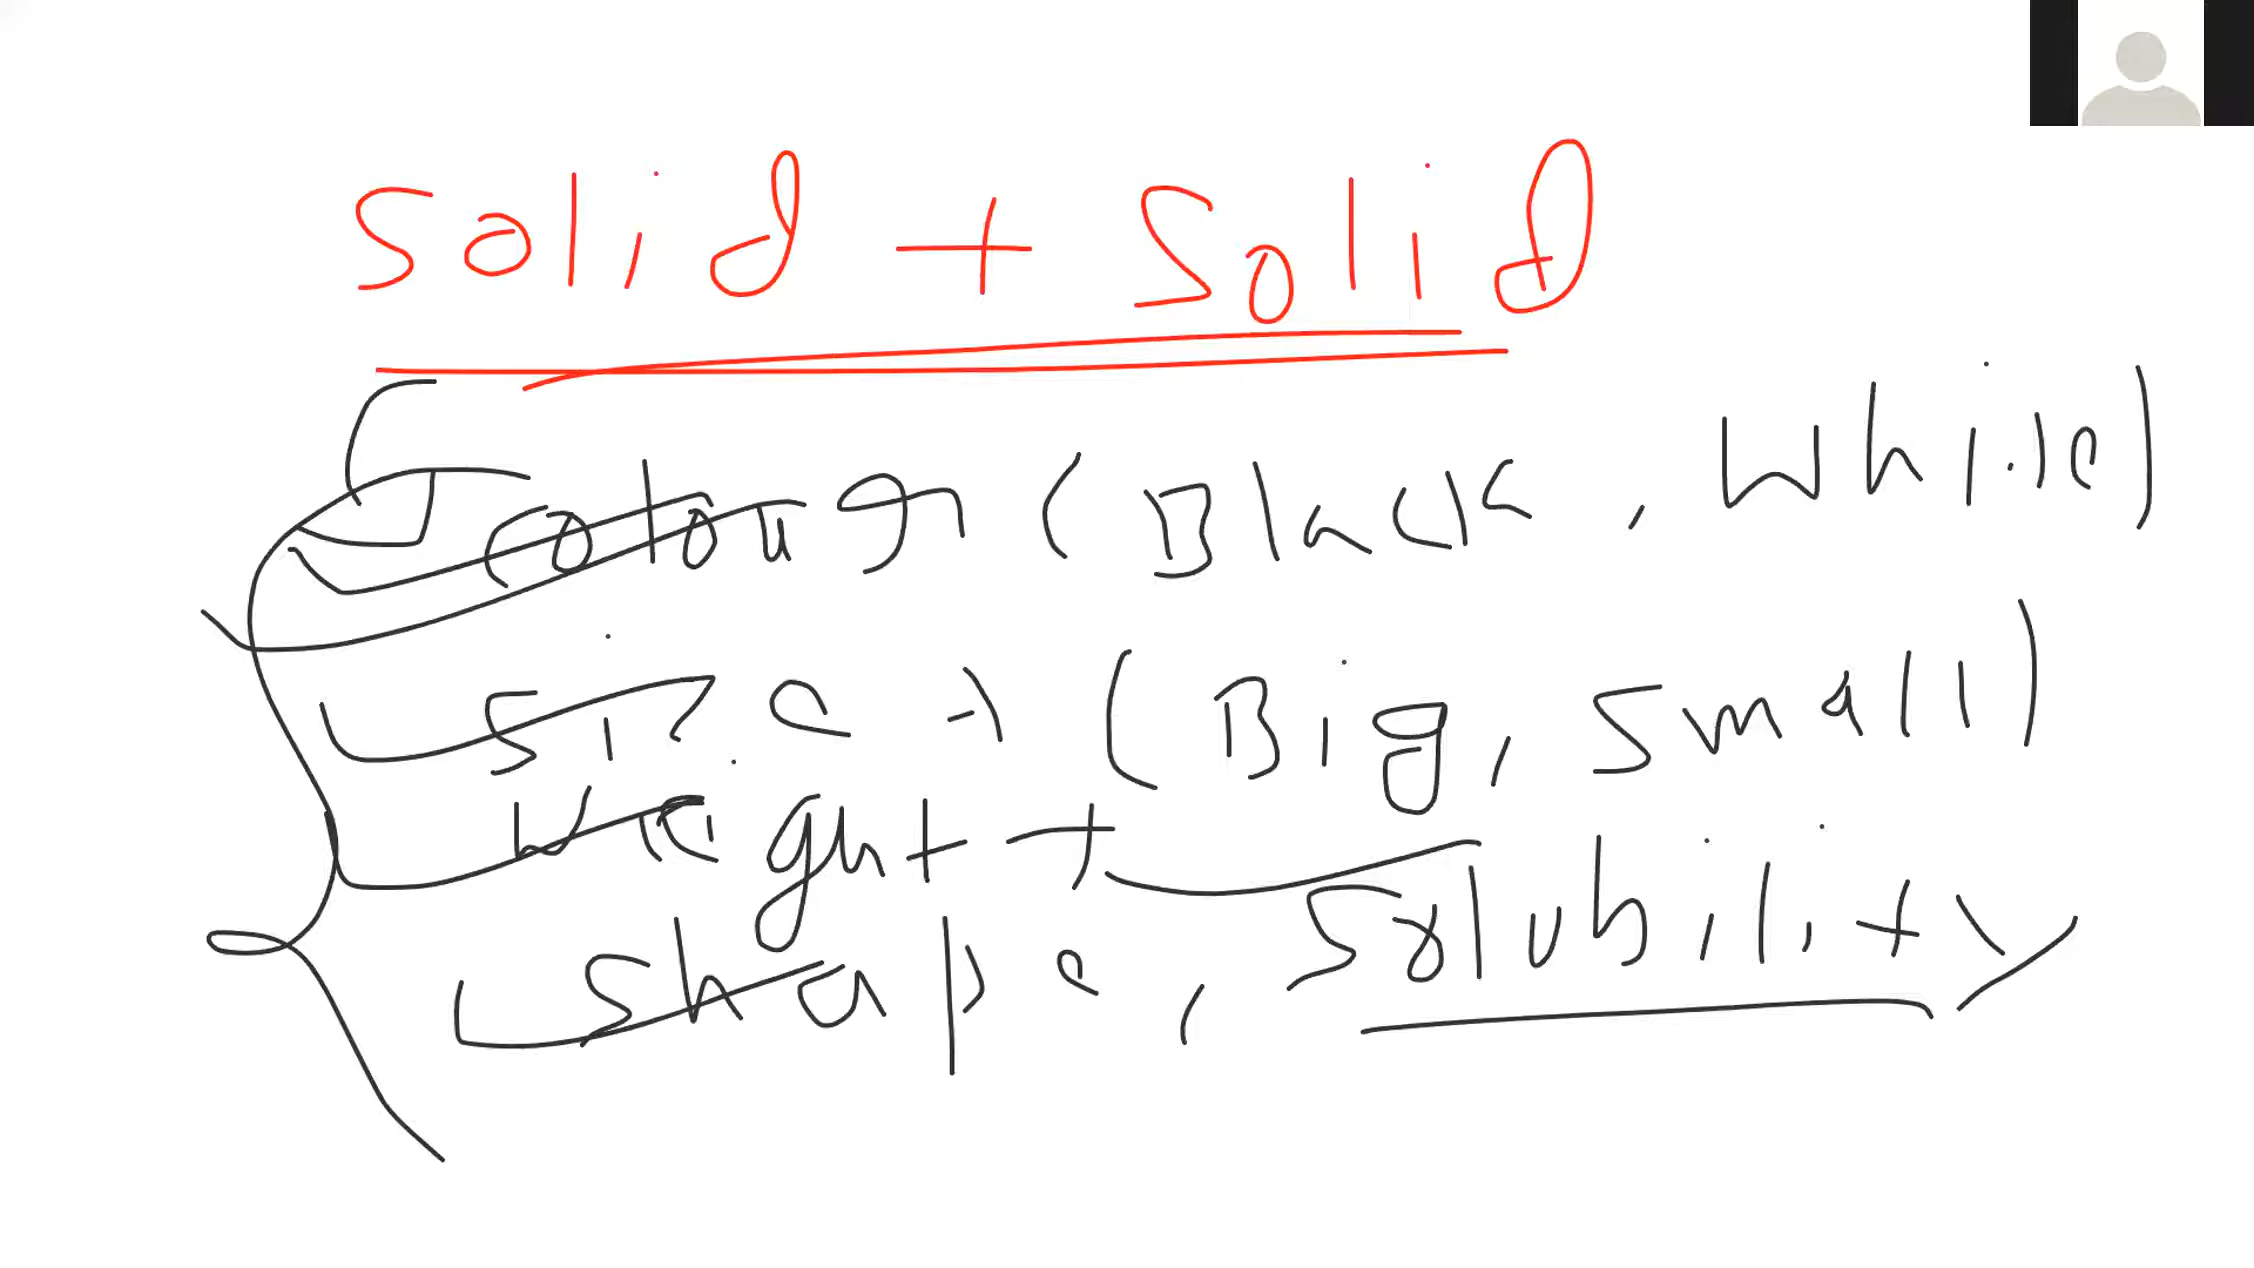 Solid + Solid
Colour (Black, White)
Size → (Big, Small)
Weight +
Shape, Solubility